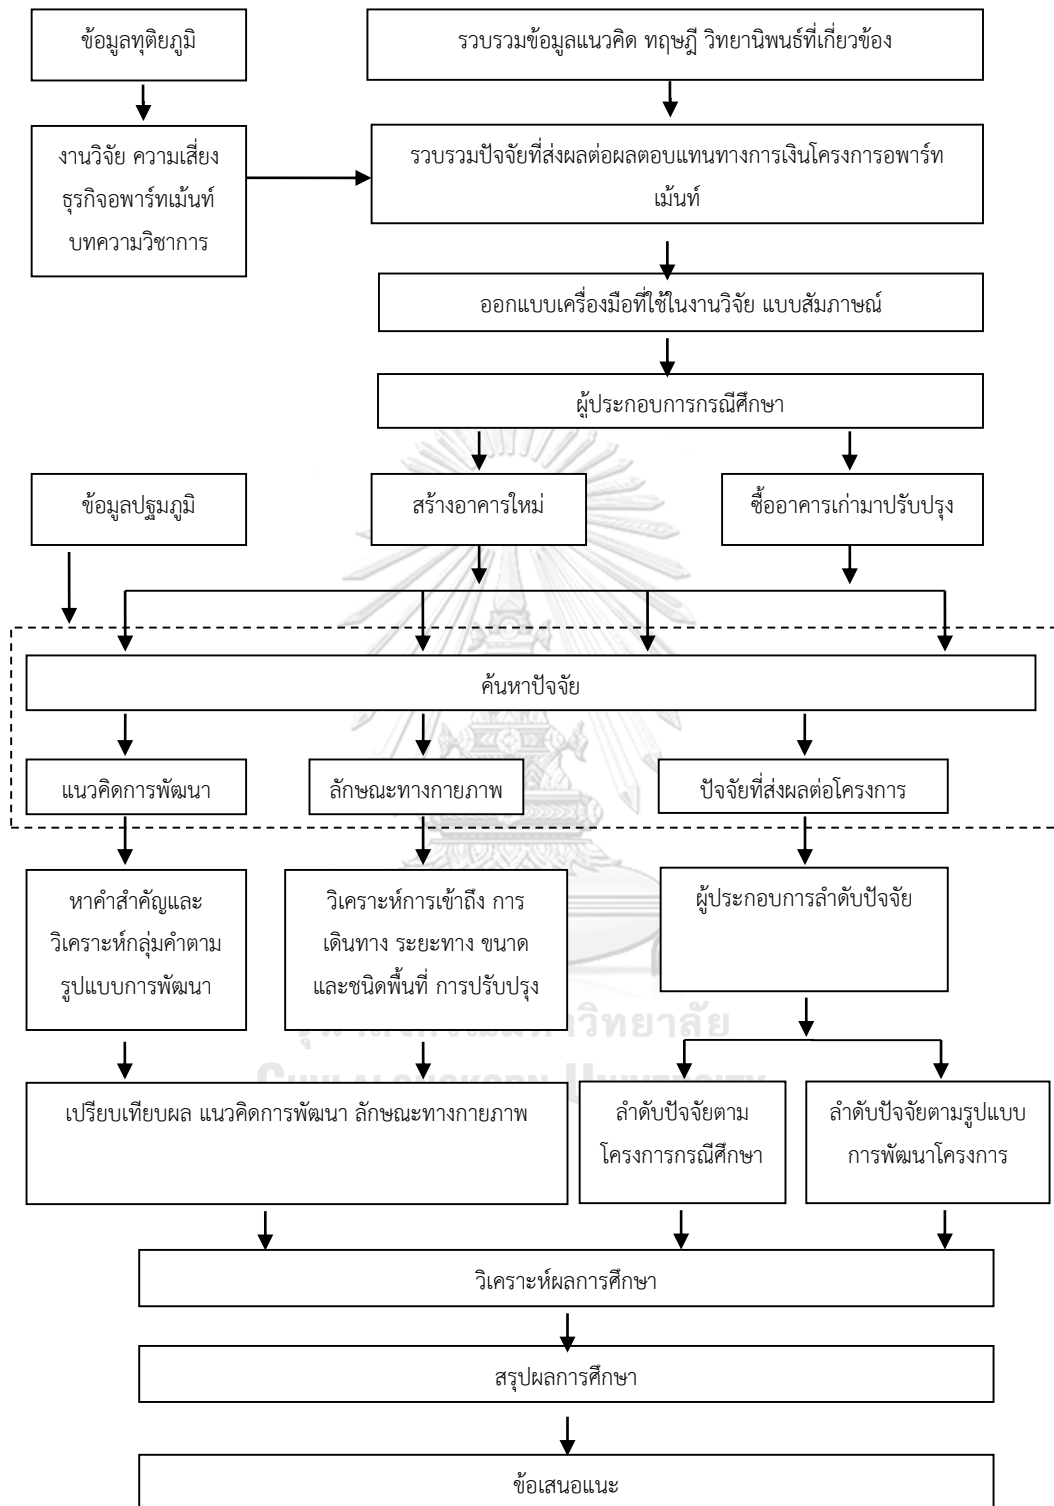 ข้อมูลทุติยภูมิ
รวบรวมข้อมูลแนวคิด ทฤษฎี วิทยานิพนธ์ที่เกี่ยวข้อง
งานวิจัย ความเสี่ยง
ธุรกิจอพาร์ทเม้นท์
บทความวิชาการ
รวบรวมปัจจัยที่ส่งผลต่อผลตอบแทนทางการเงินโครงการอพาร์ท
เม้นท์
ออกแบบเครื่องมือที่ใช้ในงานวิจัย แบบสัมภาษณ์
ผู้ประกอบการกรณีศึกษา
ข้อมูลปฐมภูมิ
สร้างอาคารใหม่
ซื้ออาคารเก่ามาปรับปรุง
ค้นหาปัจจัย
แนวคิดการพัฒนา
ลักษณะทางกายภาพ
ปัจจัยที่ส่งผลต่อโครงการ
หาคำสำคัญและ
วิเคราะห์กลุ่มคำตาม
รูปแบบการพัฒนา
วิเคราะห์การเข้าถึง การ
เดินทาง ระยะทาง ขนาด
และชนิดพื้นที่ การปรับปรุง
ผู้ประกอบการลำดับปัจจัย
จุฬาลงกรณ์มหาวิทยาลัย
CHULALONGKORN UNIVERSITY
เปรียบเทียบผล แนวคิดการพัฒนา ลักษณะทางกายภาพ
ลำดับปัจจัยตาม
โครงการกรณีศึกษา
ลำดับปัจจัยตามรูปแบบ
การพัฒนาโครงการ
วิเคราะห์ผลการศึกษา
สรุปผลการศึกษา
ข้อเสนอแนะ